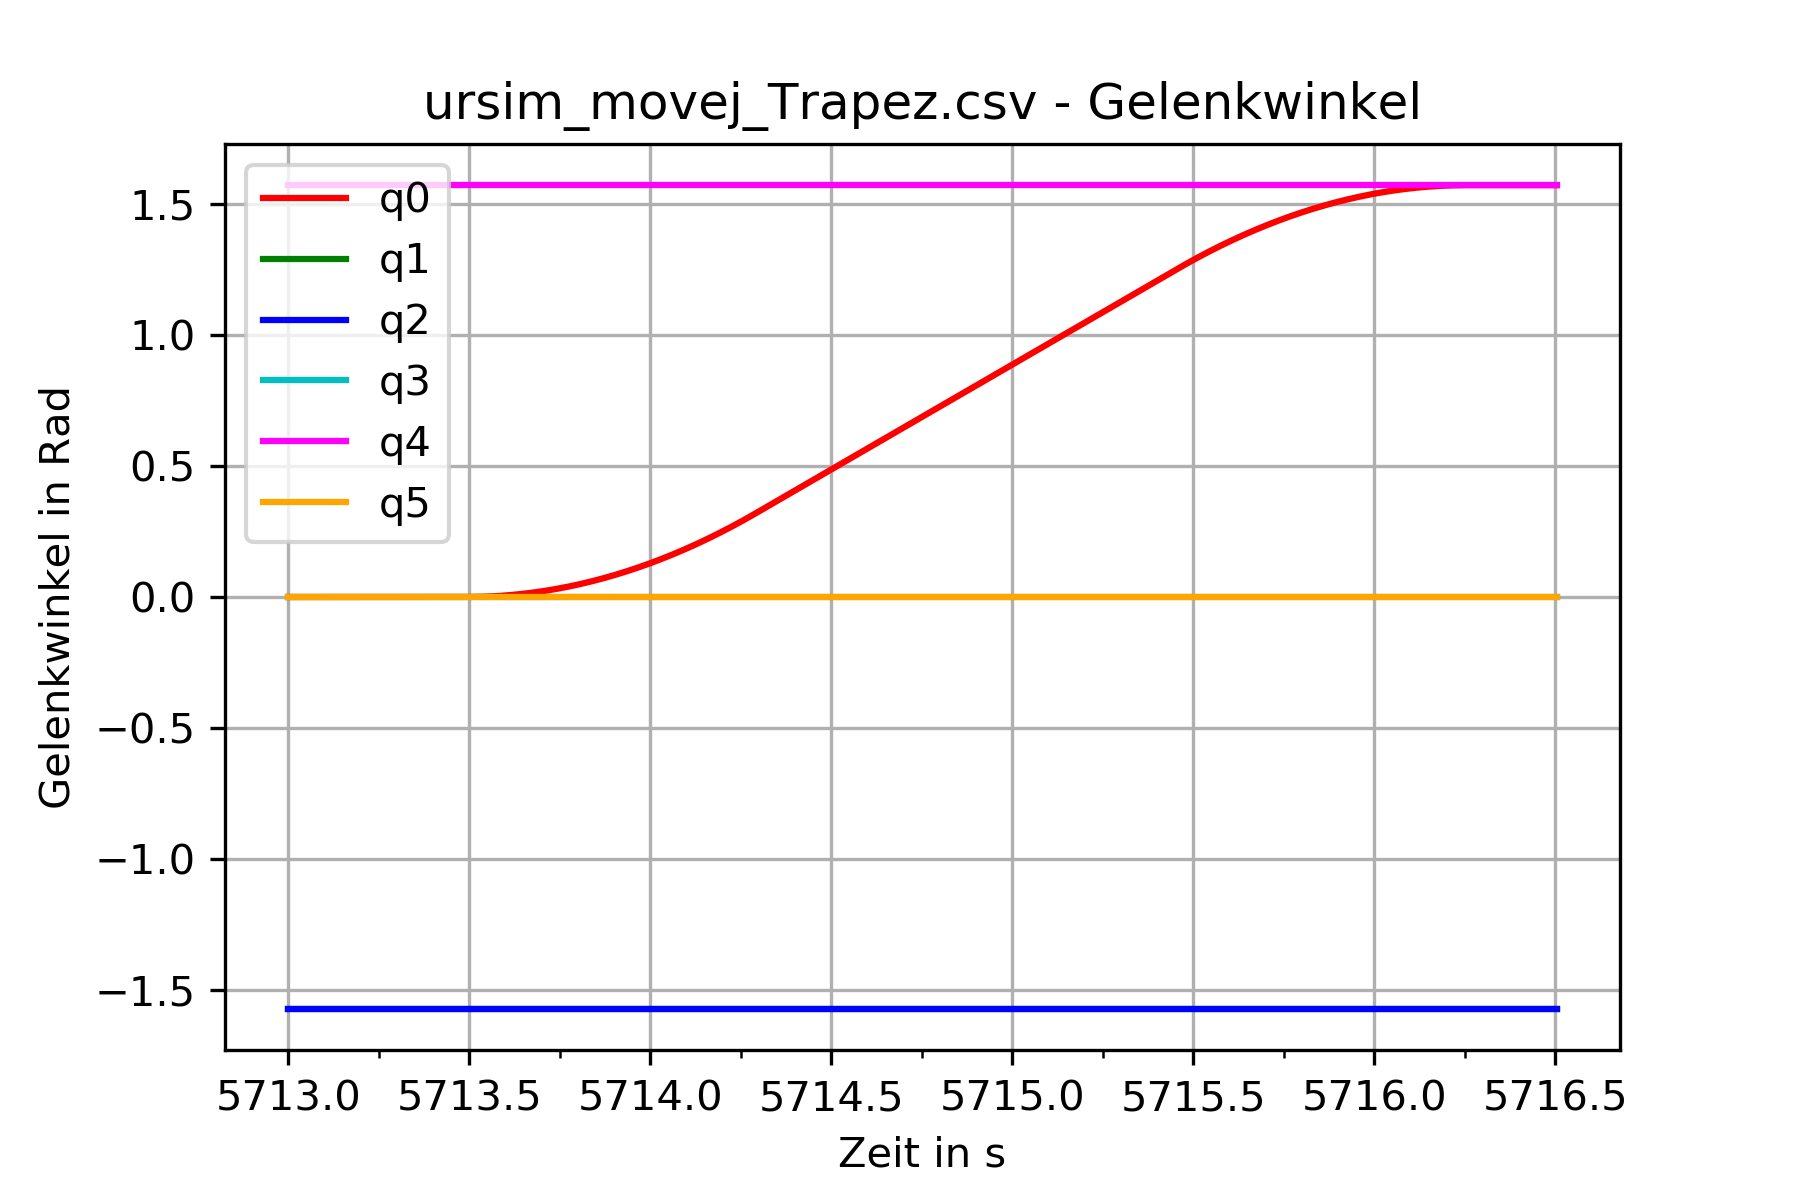 ursim_movej_Trapez.csv - Gelenkwinkel
Gelenkwinkel in Rad
1.5
1.0
0.5
0.0
−0.5
−1.0
−1.5
q0
q1
q2
q3
q4
q5
5713.0 5713.5 5714.0 5714.5 5715.0 5715.5 5716.0 5716.5
Zeit in s